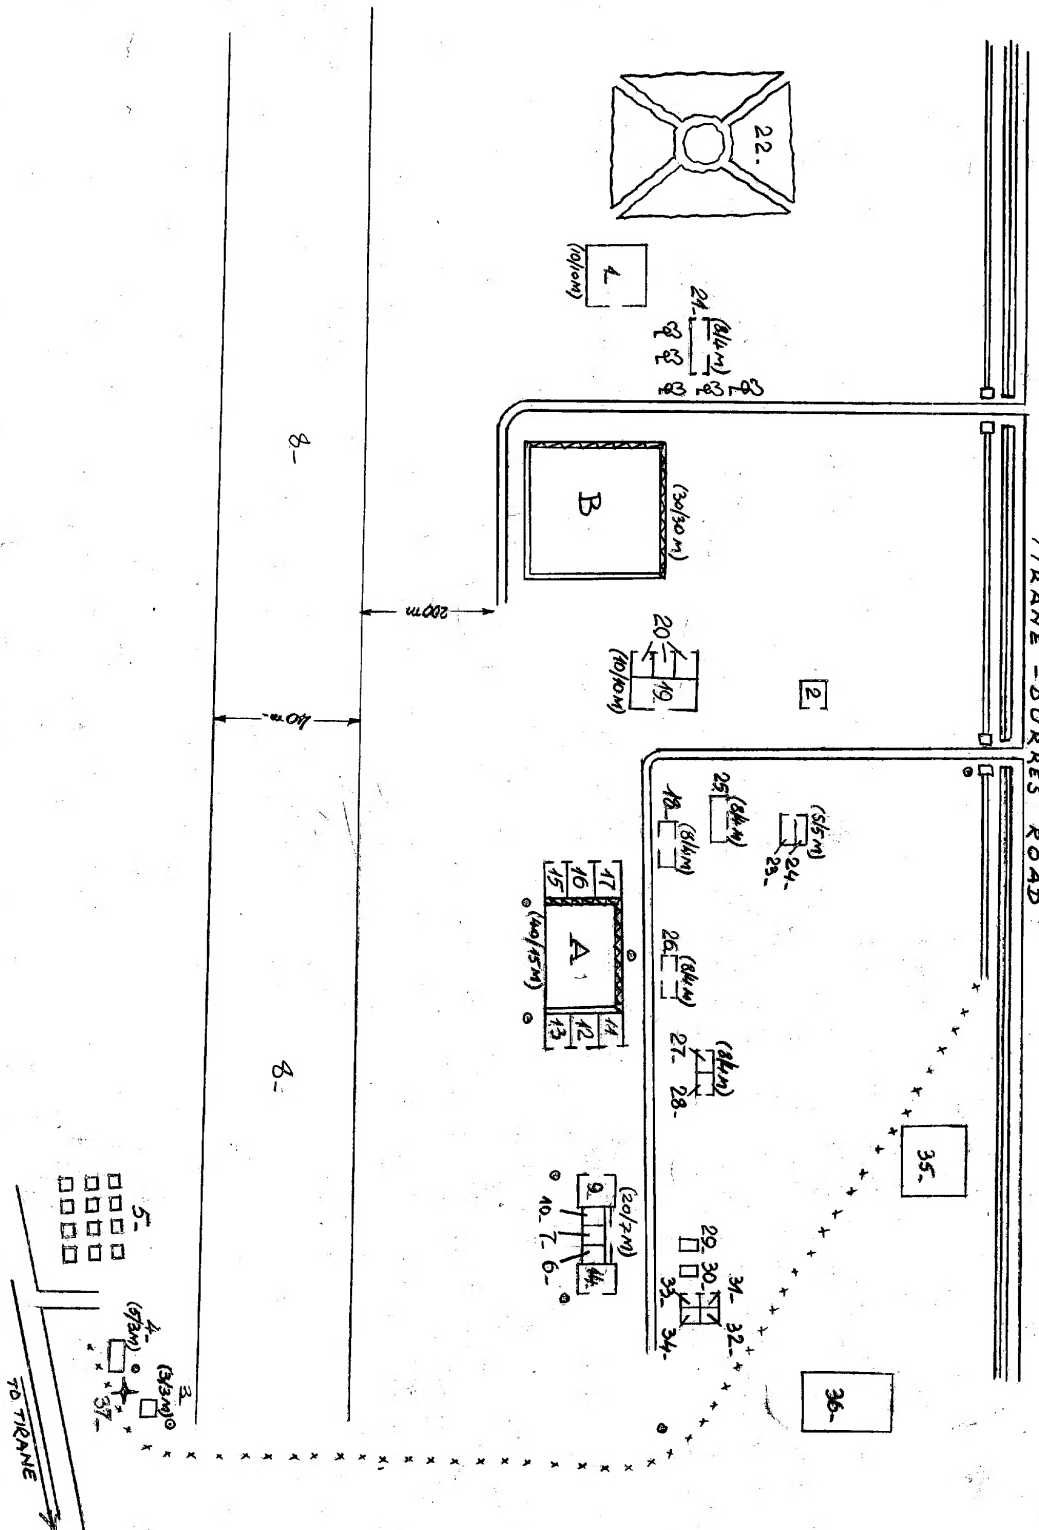 TIRANE - DURRES ROAD
22-
1-
(10/10M)
21-
(8/4M)
8-
B
(30/30M)
200m
20-
19-
(10/10M)
2
40m-
25-
(8/4M)
18-
(8/4M)
(5/5M)
24-
23-
17
16
15
A
(40/15M)
11
12
13
26-
(8/4M)
27-
(8/4M)
28-
8-
35-
9-
(20/7M)
10-
7-
6-
14-
29-
30-
31-
32-
33-
34-
36-
5-
4-
(5/3M)
3
(3/3M)
37-
TO TIRANE